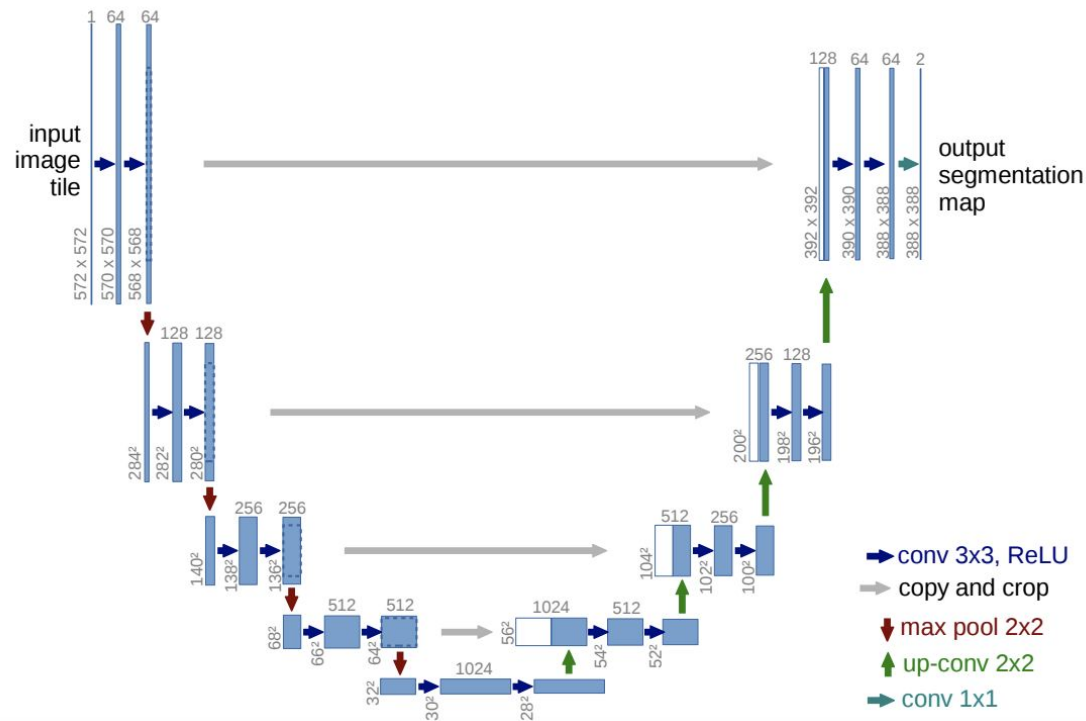 1 64 64
input
image
tile
572 x 572
570 x 570
568 x 568
128 64 64 2
output
segmentation
map
392 x 392
390 x 390
388 x 388
388 x 388
128 128
284²
282²
280²
256 128
200²
198²
196²
256 256
140²
138²
136²
512 256
104²
102²
100²
512 512
68²
66²
64²
1024 512
56²
54²
52²
1024
32²
30²
28²
conv 3x3, ReLU
copy and crop
max pool 2x2
up-conv 2x2
conv 1x1